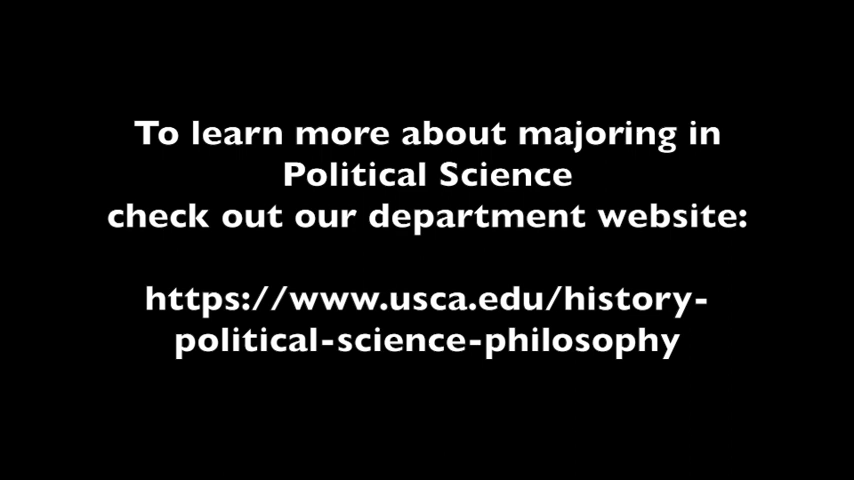 To learn more about majoring in
Political Science
check out our department website:
https://www.usca.edu/history-
political-science-philosophy